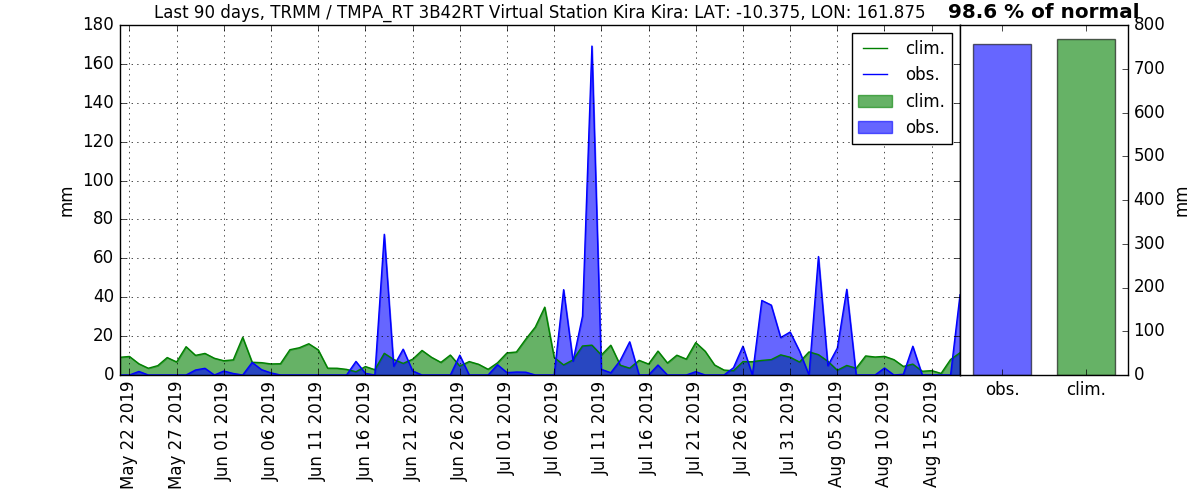 Last 90 days, TRMM / TMPA_RT 3B42RT Virtual Station Kira Kira: LAT: -10.375, LON: 161.875
98.6 % of normal
180
160
140
120
100
80
60
40
20
0
mm
clim.
obs.
clim.
obs.
May 22 2019
May 27 2019
Jun 01 2019
Jun 06 2019
Jun 11 2019
Jun 16 2019
Jun 21 2019
Jun 26 2019
Jul 01 2019
Jul 06 2019
Jul 11 2019
Jul 16 2019
Jul 21 2019
Jul 26 2019
Jul 31 2019
Aug 05 2019
Aug 10 2019
Aug 15 2019
800
700
600
500
400
300
200
100
0
mm
obs.
clim.